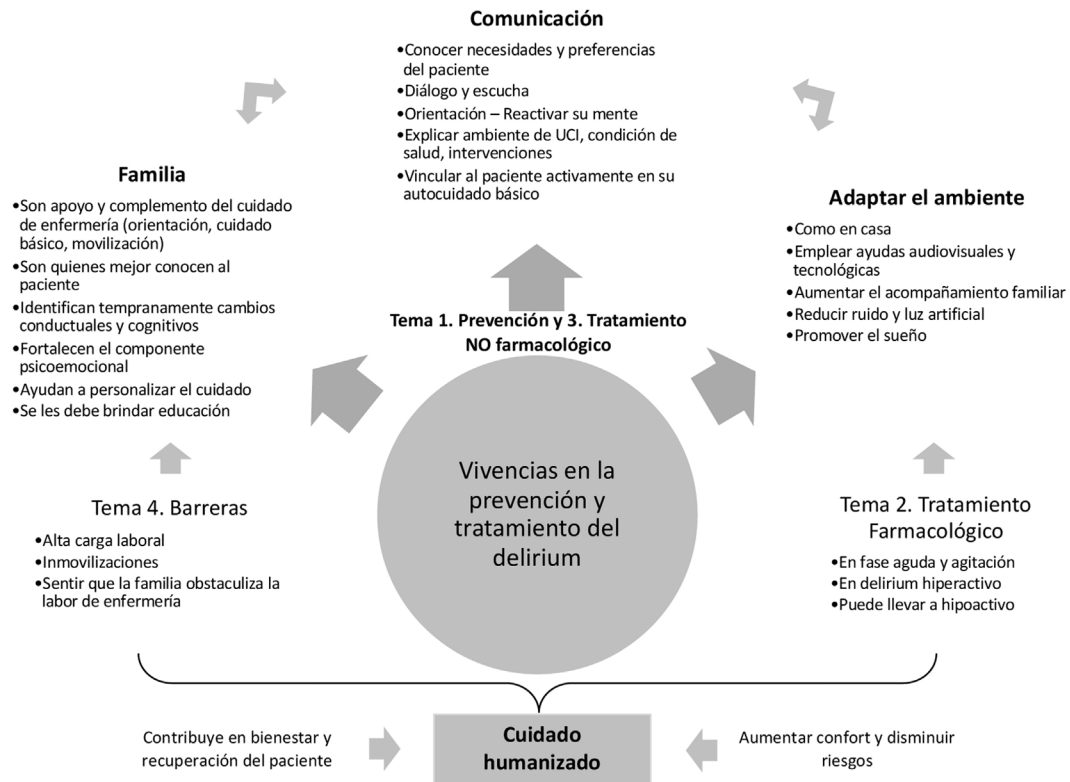 Comunicación
•Conocer necesidades y preferencias
del paciente
•Diálogo y escucha
•Orientación – Reactivar su mente
•Explicar ambiente de UCI, condición de
salud, intervenciones
•Vincular al paciente activamente en su
autocuidado básico
Familia
•Son apoyo y complemento del cuidado
de enfermería (orientación, cuidado
básico, movilización)
•Son quienes mejor conocen al
paciente
•Identifican tempranamente cambios
conductuales y cognitivos
•Fortalecen el componente
psicoemocional
•Ayudan a personalizar el cuidado
•Se les debe brindar educación
Adaptar el ambiente
•Como en casa
•Emplear ayudas audiovisuales y
tecnológicas
•Aumentar el acompañamiento familiar
•Reducir ruido y luz artificial
•Promover el sueño
Tema 1. Prevención y 3. Tratamiento
NO farmacológico
Vivencias en la
prevención y
tratamiento del
delirium
Tema 4. Barreras
•Alta carga laboral
•Inmovilizaciones
•Sentir que la familia obstaculiza la
labor de enfermería
Tema 2. Tratamiento
Farmacológico
•En fase aguda y agitación
•En delirium hiperactivo
•Puede llevar a hipoactivo
Contribuye en bienestar y
recuperación del paciente
Cuidado
humanizado
Aumentar confort y disminuir
riesgos